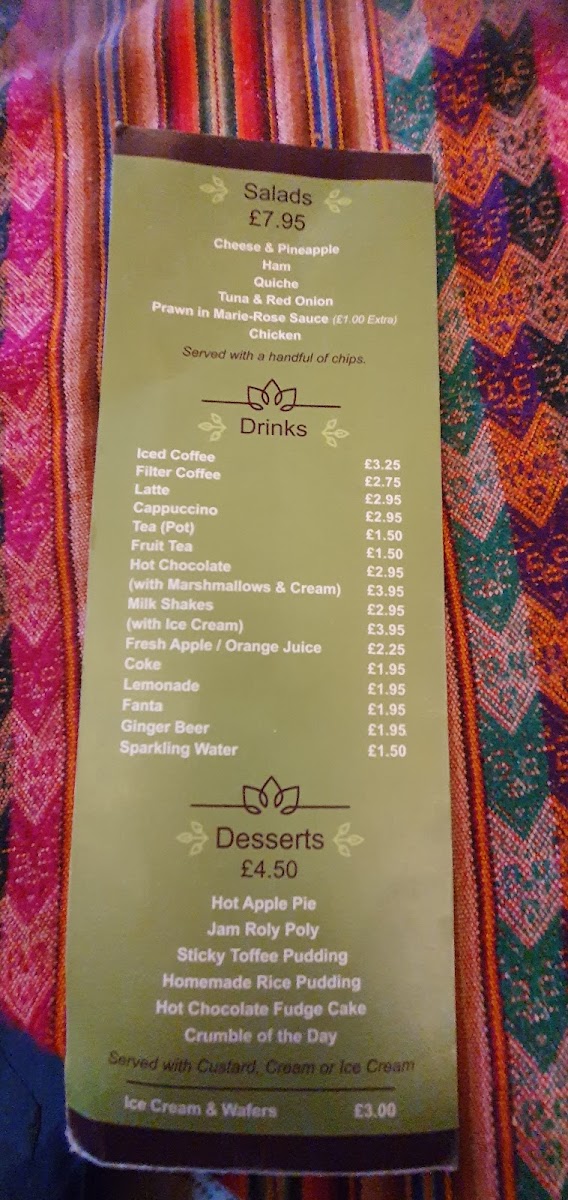 Salads
£7.95
Cheese & Pineapple
Ham
Quiche
Tuna & Red Onion
Prawn in Marie-Rose Sauce (£1.00 Extra)
Chicken
Served with a handful of chips.
Drinks
Iced Coffee £3.25
Filter Coffee £2.75
Latte £2.95
Cappuccino £2.95
Tea (Pot) £1.50
Fruit Tea £1.50
Hot Chocolate £2.95
(with Marshmallows & Cream) £3.95
Milk Shakes £2.95
(with Ice Cream) £3.95
Fresh Apple / Orange Juice £2.25
Coke £1.95
Lemonade £1.95
Fanta £1.95
Ginger Beer £1.95
Sparkling Water £1.50
Desserts
£4.50
Hot Apple Pie
Jam Roly Poly
Sticky Toffee Pudding
Homemade Rice Pudding
Hot Chocolate Fudge Cake
Crumble of the Day
Served with Custard, Cream or Ice Cream
Ice Cream & Wafers £3.00